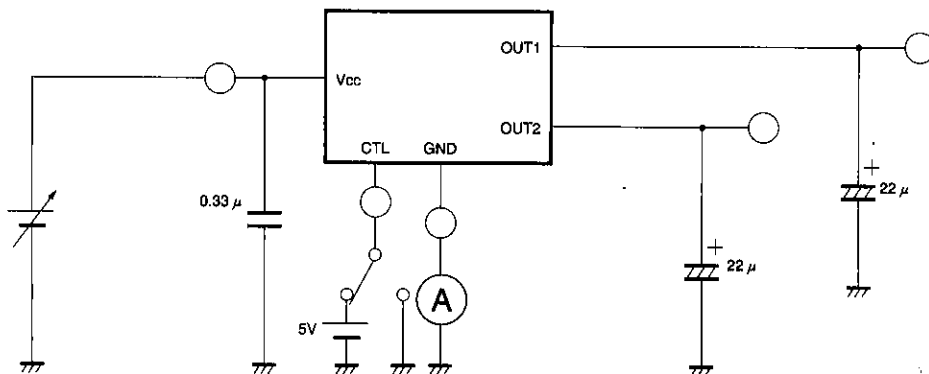 OUT1
Vcc
OUT2
CTL
GND
+
0.33 μ
22 μ
+
22 μ
A
5V